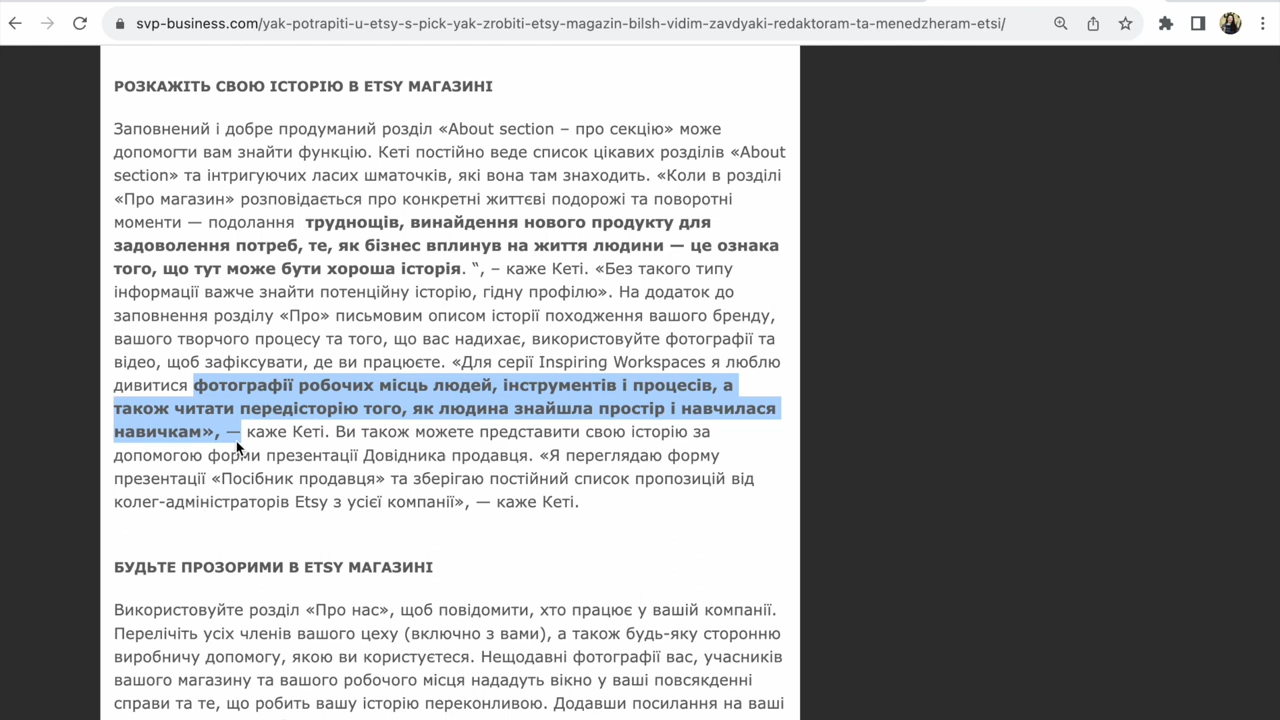 svp-business.com/yak-potrapiti-u-etsy-s-pick-yak-zrobiti-etsy-magazin-bilsh-vidim-zavdyaki-redaktoram-ta-menedzheram-etsi/
РОЗКАЖІТЬ СВОЮ ІСТОРІЮ В ETSY МАГАЗИНІ
Заповнений і добре продуманий розділ «About section – про секцію» може
допомогти вам знайти функцію. Кеті постійно веде список цікавих розділів «About
section» та інтригуючих ласих шматочків, які вона там знаходить. «Коли в розділі
«Про магазин» розповідається про конкретні життєві подорожі та поворотні
моменти — подолання труднощів, винайдення нового продукту для
задоволення потреб, те, як бізнес вплинув на життя людини — це ознака
того, що тут може бути хороша історія. “, – каже Кеті. «Без такого типу
інформації важче знайти потенційну історію, гідну профілю». На додаток до
заповнення розділу «Про» письмовим описом історії походження вашого бренду,
вашого творчого процесу та того, що вас надихає, використовуйте фотографії та
відео, щоб зафіксувати, де ви працюєте. «Для серії Inspiring Workspaces я люблю
дивитися фотографії робочих місць людей, інструментів і процесів, а
також читати передісторію того, як людина знайшла простір і навчилася
навичкам», — каже Кеті. Ви також можете представити свою історію за
допомогою форми презентації Довідника продавця. «Я переглядаю форму
презентації «Посібник продавця» та зберігаю постійний список пропозицій від
колег-адміністраторів Etsy з усієї компанії», — каже Кеті.
БУДЬТЕ ПРОЗОРИМИ В ETSY МАГАЗИНІ
Використовуйте розділ «Про нас», щоб повідомити, хто працює у вашій компанії.
Перелічіть усіх членів вашого цеху (включно з вами), а також будь-яку сторонню
виробничу допомогу, якою ви користуєтеся. Нещодавні фотографії вас, учасників
вашого магазину та вашого робочого місця нададуть вікно у ваші повсякденні
справи та те, що робить вашу історію переконливою. Додавши посилання на ваші